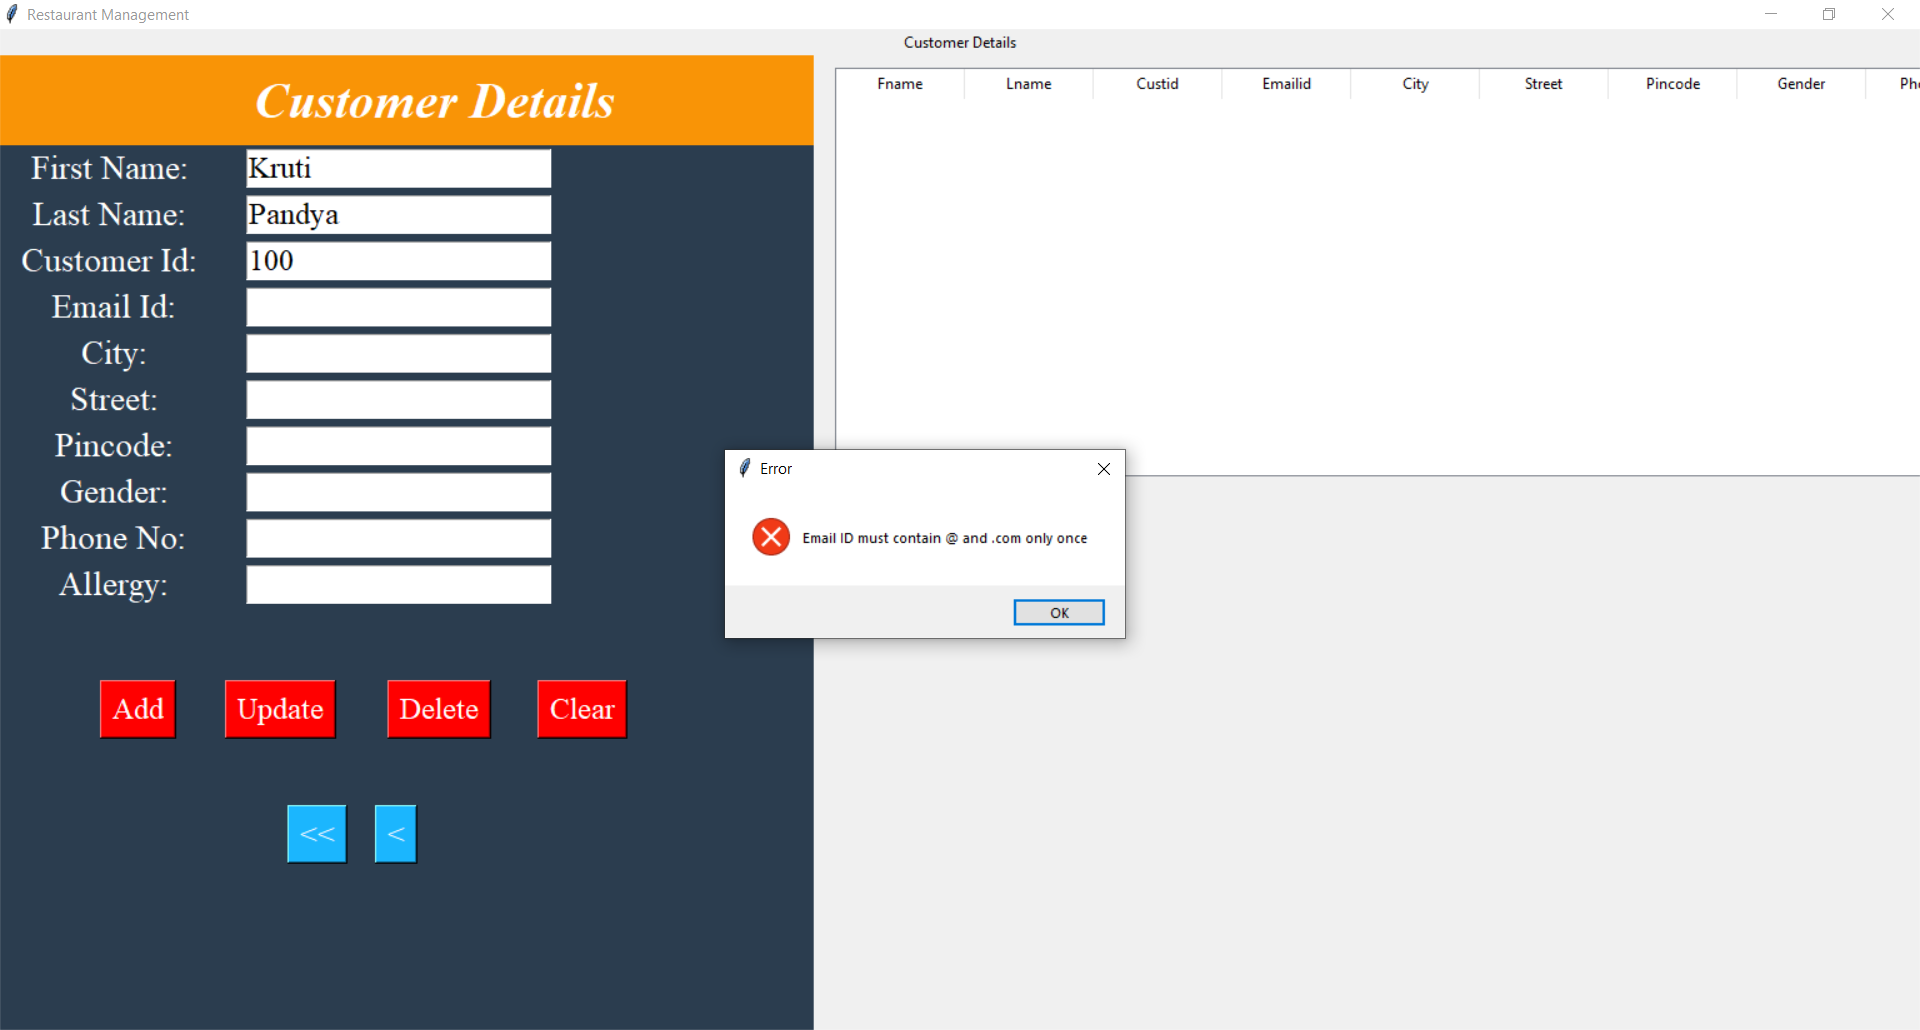 Restaurant Management
Customer Details
Customer Details
First Name: Kruti
Last Name: Pandya
Customer Id: 100
Email Id:
City:
Street:
Pincode:
Gender:
Phone No:
Allergy:
Add Update Delete Clear
<< <
Fname Lname Custid Emailid City Street Pincode Gender Pho
Error
Email ID must contain @ and .com only once
OK